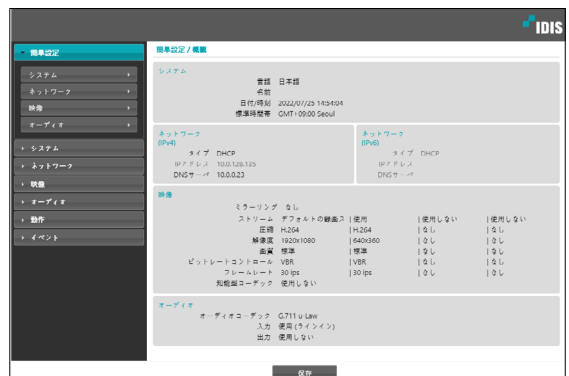 IDIS
簡単設定
システム
ネットワーク
映像
オーディオ
システム
ネットワーク
映像
オーディオ
動作
イベント
簡単設定 / 概観
システム
言語 日本語
名前
日付/時刻 2022/07/25 14:54:04
標準時間帯 GMT+09:00 Seoul
ネットワーク
(IPv4)
タイプ DHCP
IPアドレス 10.0.128.135
DNSサーバ 10.0.0.23
ネットワーク
(IPv6)
タイプ DHCP
IPアドレス
DNSサーバ
映像
ミラーリング なし
ストリーム デフォルトの録画ス | 使用 | 使用しない | 使用しない
圧縮 H.264 | H.264 | なし | なし
解像度 1920x1080 | 640x360 | なし | なし
画質 標準 | 標準 | なし | なし
ビットレートコントロール VBR | VBR | なし | なし
フレームレート 30 ips | 30 ips | なし | なし
知能型コーデック 使用しない
オーディオ
オーディオコーデック G.711 u-Law
入力 使用 (ラインイン)
出力 使用しない
保存